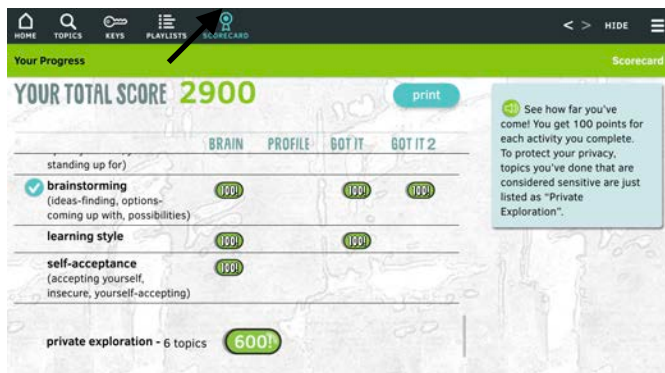 HOME TOPICS KEYS PLAYLISTS SCORECARD < > HIDE
Your Progress Scorecard
YOUR TOTAL SCORE 2900 print
BRAIN PROFILE GOT IT GOT IT 2
standing up for)
brainstorming 100! 100! 100!
(ideas-finding, options-
coming up with, possibilities)
learning style 100! 100!
self-acceptance 100!
(accepting yourself,
insecure, yourself-accepting)
private exploration - 6 topics 600!
See how far you've
come! You get 100 points for
each activity you complete.
To protect your privacy,
topics you've done that are
considered sensitive are just
listed as "Private
Exploration".